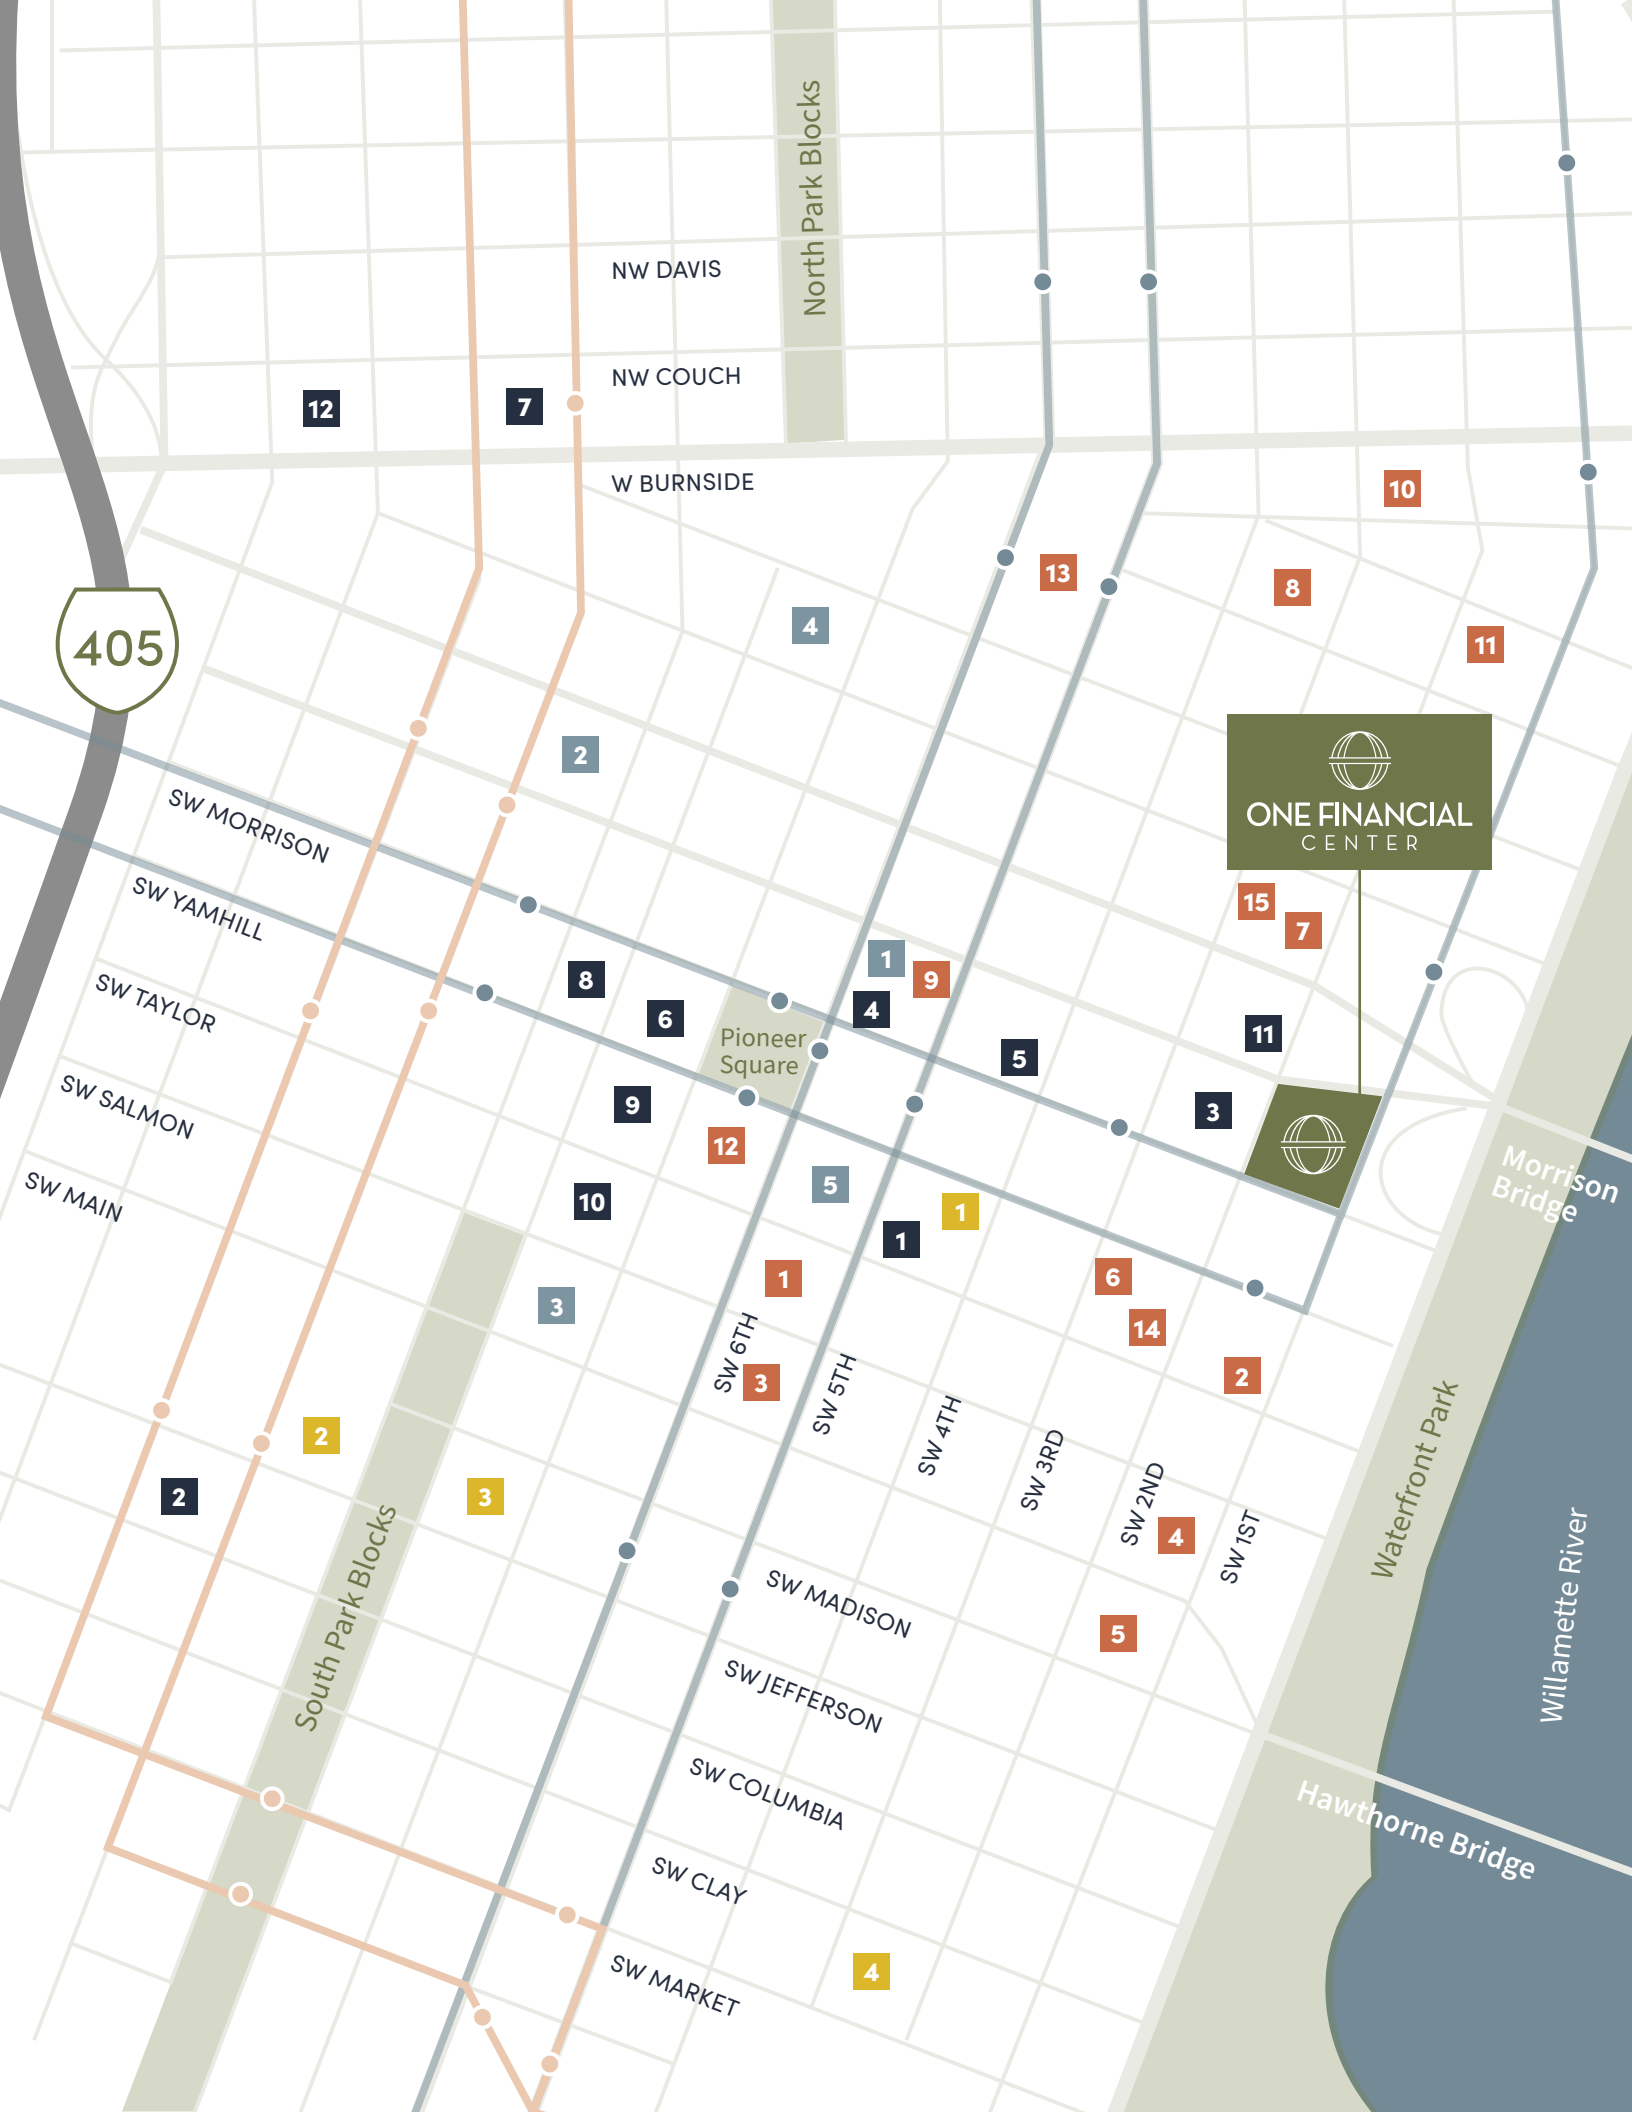 North Park Blocks
NW DAVIS
NW COUCH
12
7
W BURNSIDE
10
13
8
4
11
405
2
ONE FINANCIAL
CENTER
SW MORRISON
SW YAMHILL
15
7
1
9
8
4
6
SW TAYLOR
Pioneer
Square
11
5
9
3
SW SALMON
12
Morrison
Bridge
5
SW MAIN
10
1
1
6
1
3
14
SW 6TH
3
2
SW 5TH
SW 4TH
2
SW 3RD
Waterfront Park
2
3
SW 2ND
4
SW 1ST
South Park Blocks
SW MADISON
Willamette River
5
SW JEFFERSON
SW COLUMBIA
Hawthorne Bridge
SW CLAY
4
SW MARKET